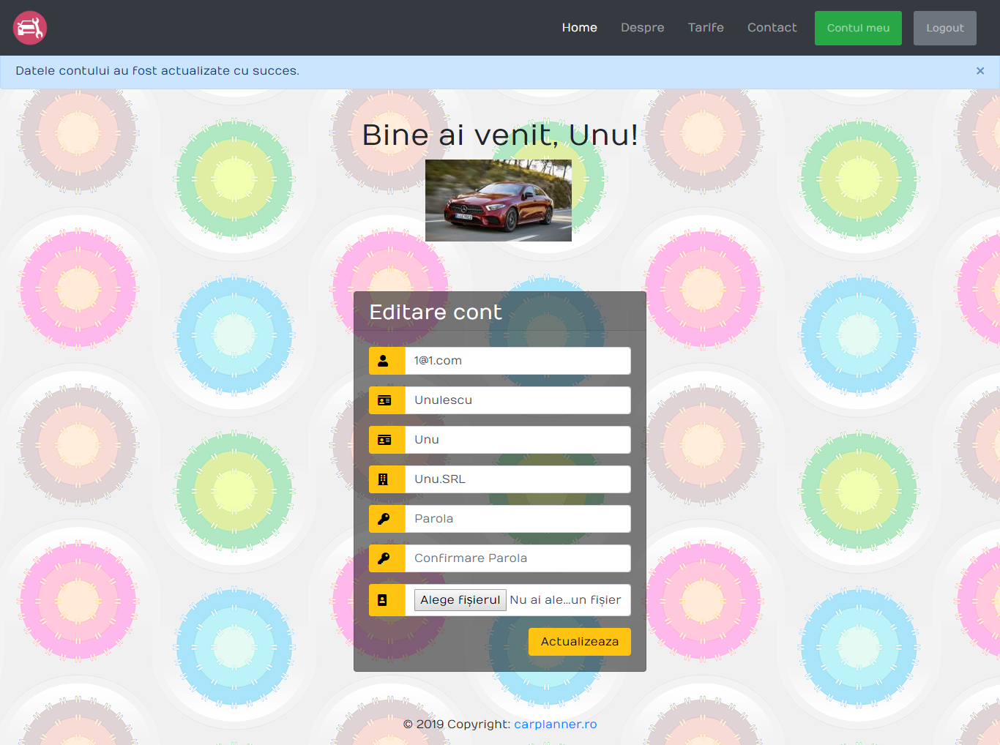 Home Despre Tarife Contact Contul meu Logout
Datele contului au fost actualizate cu succes. ×
Bine ai venit, Unu!
Editare cont
1@1.com
Unulescu
Unu
Unu.SRL
Parola
Confirmare Parola
Alege fișierul Nu ai ale...un fișier
Actualizeaza
© 2019 Copyright: carplanner.ro